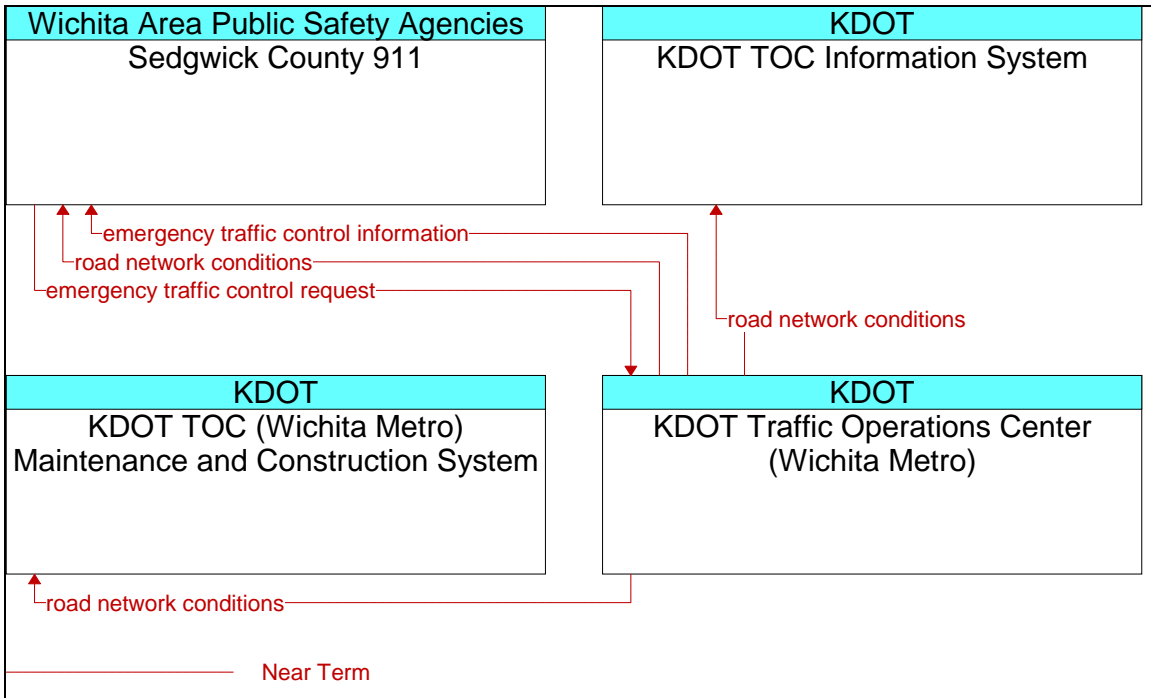 Wichita Area Public Safety Agencies
Sedgwick County 911
KDOT
KDOT TOC Information System
emergency traffic control information
road network conditions
emergency traffic control request
road network conditions
KDOT
KDOT TOC (Wichita Metro)
Maintenance and Construction System
KDOT
KDOT Traffic Operations Center
(Wichita Metro)
road network conditions
Near Term